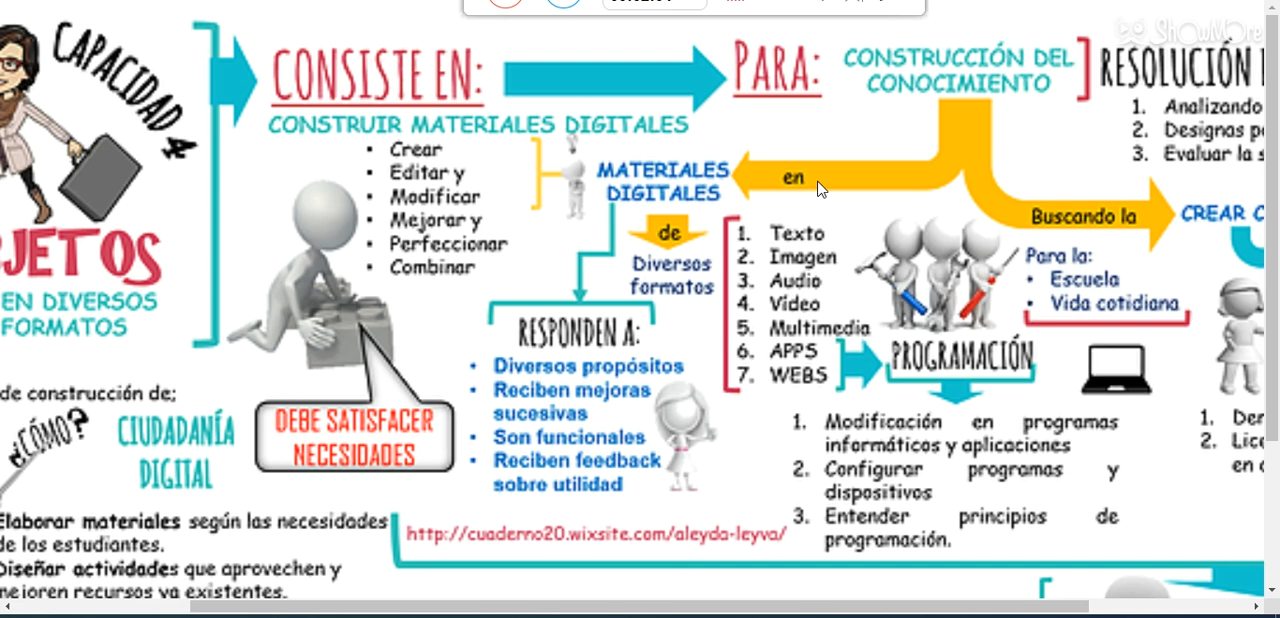 CAPACIDAD 4:
JETOS
EN DIVERSOS
FORMATOS
de construcción de;
¿CÓMO?
CIUDADANÍA
DIGITAL
Elaborar materiales según las necesidades
de los estudiantes.
Diseñar actividades que aprovechen y
mejoren recursos ya existentes.
CONSISTE EN:
CONSTRUIR MATERIALES DIGITALES
• Crear
• Editar y
• Modificar
• Mejorar y
• Perfeccionar
• Combinar
DEBE SATISFACER
NECESIDADES
MATERIALES
DIGITALES
de
Diversos
formatos
RESPONDEN A:
• Diversos propósitos
• Reciben mejoras
sucesivas
• Son funcionales
• Reciben feedback
sobre utilidad
http://cuaderno20.wixsite.com/aleyda-leyva/
PARA:
CONSTRUCCIÓN DEL
CONOCIMIENTO
en
1. Texto
2. Imagen
3. Audio
4. Vídeo
5. Multimedia
6. APPS
7. WEBS
PROGRAMACIÓN
1. Modificación en programas
informáticos y aplicaciones
2. Configurar programas y
dispositivos
3. Entender principios de
programación.
Buscando la
Para la:
• Escuela
• Vida cotidiana
ShowMore
RESOLUCIÓN
1. Analizando
2. Designas
3. Evaluar la
CREAR
1.
2.
en